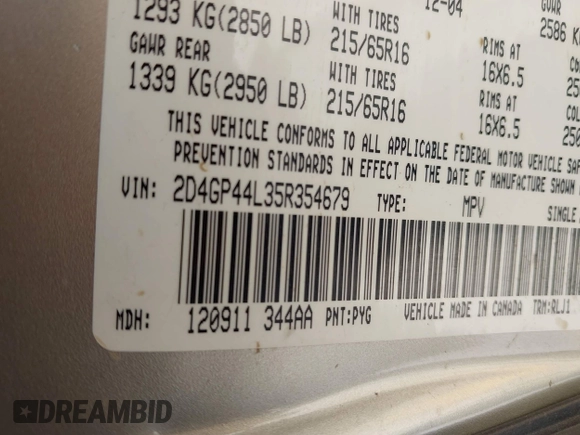 1293 KG(2850 LB) WITH TIRES 215/65R16 RIMS AT 16X6.5
12-04 GVWR 2586
GAWR REAR
1339 KG(2950 LB) WITH TIRES 215/65R16 RIMS AT 16X6.5
THIS VEHICLE CONFORMS TO ALL APPLICABLE FEDERAL MOTOR VEHICLE
PREVENTION STANDARDS IN EFFECT ON THE DATE OF MANUFACTURE SHOWN
VIN: 2D4GP44L35R354679 TYPE: MPV SINGLE
MDH: 120911 344AA PNT:PYG VEHICLE MADE IN CANADA TRM:RLJ1
DREAMBID